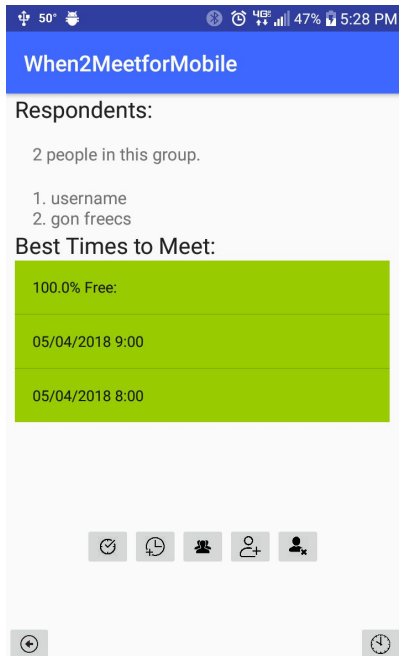 50° 4GE 47% 5:28 PM
When2MeetforMobile
Respondents:
2 people in this group.
1. username
2. gon freecs
Best Times to Meet:
100.0% Free:
05/04/2018 9:00
05/04/2018 8:00